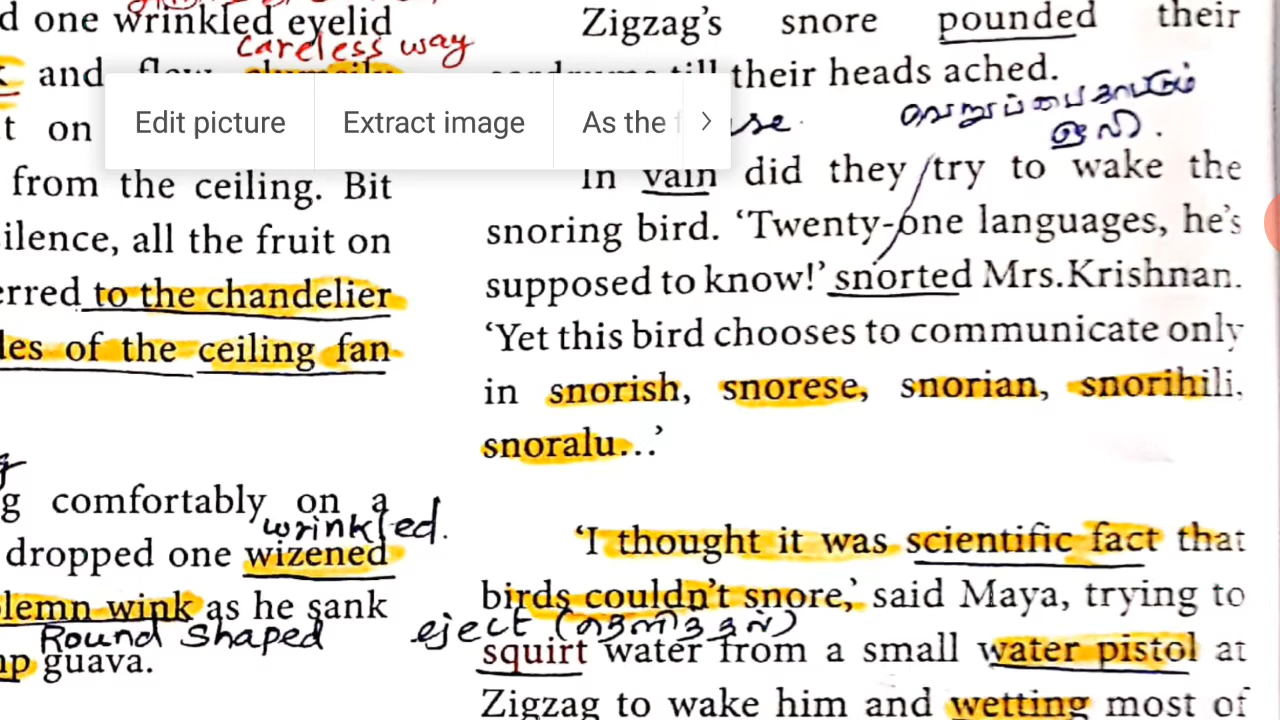 d one wrinkled eyelid
careless way
and flew clumsily
t on
from the ceiling. Bit
ilence, all the fruit on
erred to the chandelier
les of the ceiling fan
g comfortably on a
wrinkled.
dropped one wizened
lemn wink as he sank
Round shaped
mp guava.
Edit picture
Extract image
As the f
Zigzag's snore pounded their
eardrums till their heads ached.
வெறுப்பை காட்டும்
ஒலி.
In vain did they try to wake the
snoring bird. ‘Twenty-one languages, he's
supposed to know!’ snorted Mrs.Krishnan.
‘Yet this bird chooses to communicate only
in snorish, snorese, snorian, snorihili,
snoralu...’
‘I thought it was scientific fact that
birds couldn't snore,’ said Maya, trying to
eject (தெளித்தல்)
squirt water from a small water pistol at
Zigzag to wake him and wetting most of